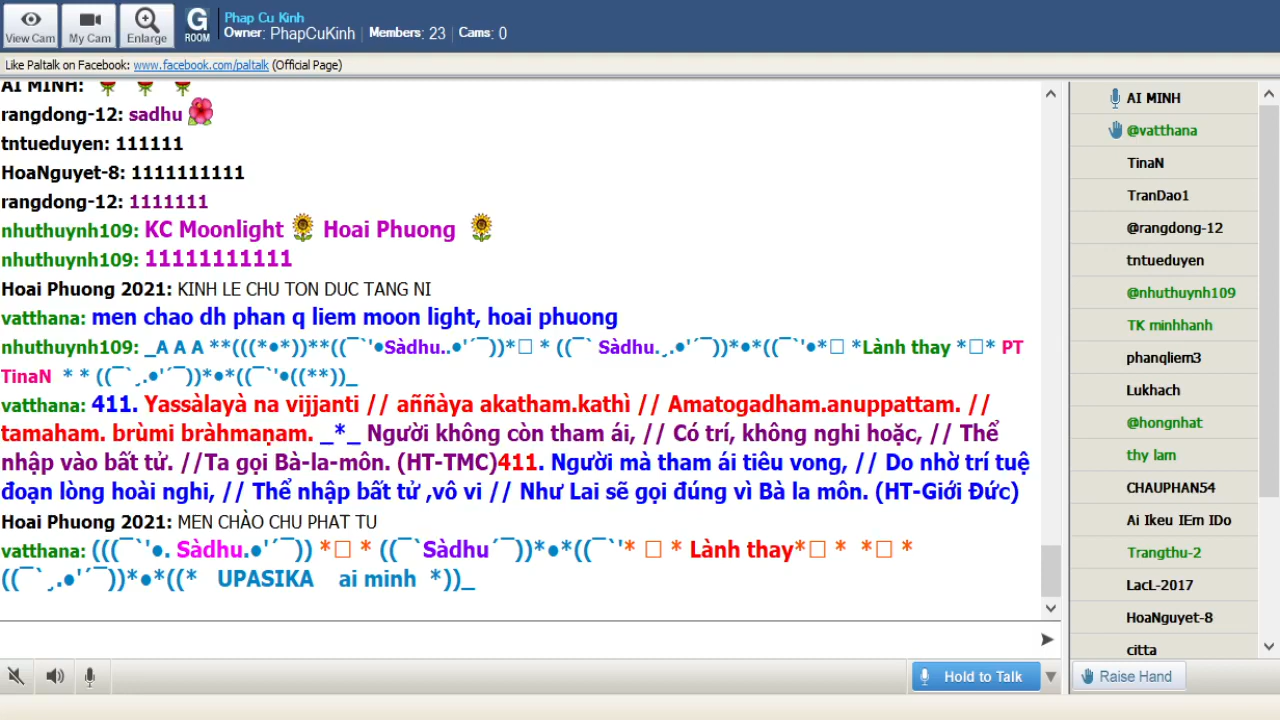 View Cam
My Cam
Enlarge
G
ROOM
Phap Cu Kinh
Owner: PhapCuKinh
Members: 23
Cams: 0
Like Paltalk on Facebook: www.facebook.com/paltalk (Official Page)
AI MINH:
rangdong-12: sadhu
tntueduyen: 111111
HoaNguyet-8: 1111111111
rangdong-12: 1111111
nhuthuynh109: KC Moonlight Hoai Phuong
nhuthuynh109: 11111111111
Hoai Phuong 2021: KINH LE CHU TON DUC TANG NI
vatthana: men chao dh phan q liem moon light, hoai phuong
nhuthuynh109: _A A A **(((*●*))**((¯`'●Sàdhu..●'´¯))*□ * ((¯` Sàdhu.¸.●'´¯))*●*((¯`'●*□ *Lành thay *□* PT
TinaN * * ((¯`¸.●'´¯))*●*((¯`'●((**))_
vatthana: 411. Yassàlayà na vijjanti // aññàya akatham.kathì // Amatogadham.anuppattam. //
tamaham. brùmi bràhmaṇam. _*_ Người không còn tham ái, // Có trí, không nghi hoặc, // Thể
nhập vào bất tử. //Ta gọi Bà-la-môn. (HT-TMC)411. Người mà tham ái tiêu vong, // Do nhờ trí tuệ
đoạn lòng hoài nghi, // Thể nhập bất tử ,vô vi // Như Lai sẽ gọi đúng vì Bà la môn. (HT-Giới Đức)
Hoai Phuong 2021: MEN CHÀO CHU PHAT TU
vatthana: (((¯`'●. Sàdhu.●'´¯)) *□ * ((¯`Sàdhu´¯))*●*((¯`'* □ * Lành thay*□ * *□ *
((¯`¸.●'´¯))*●*((* UPASIKA ai minh *))_
Hold to Talk
AI MINH
@vatthana
TinaN
TranDao1
@rangdong-12
tntueduyen
@nhuthuynh109
TK minhhanh
phanqliem3
Lukhach
@hongnhat
thy lam
CHAUPHAN54
Ai Ikeu IEm IDo
Trangthu-2
LacL-2017
HoaNguyet-8
citta
Raise Hand